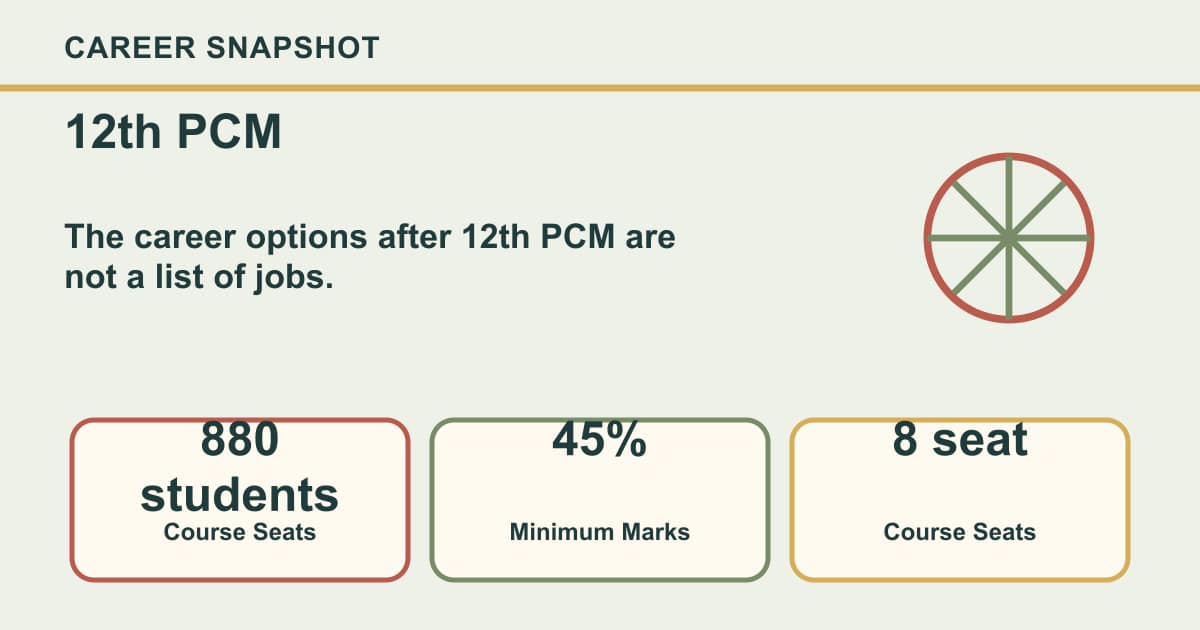 CAREER SNAPSHOT
12th PCM
The career options after 12th PCM are
not a list of jobs.
880
students
Course Seats
45%
Minimum Marks
8 seat
Course Seats